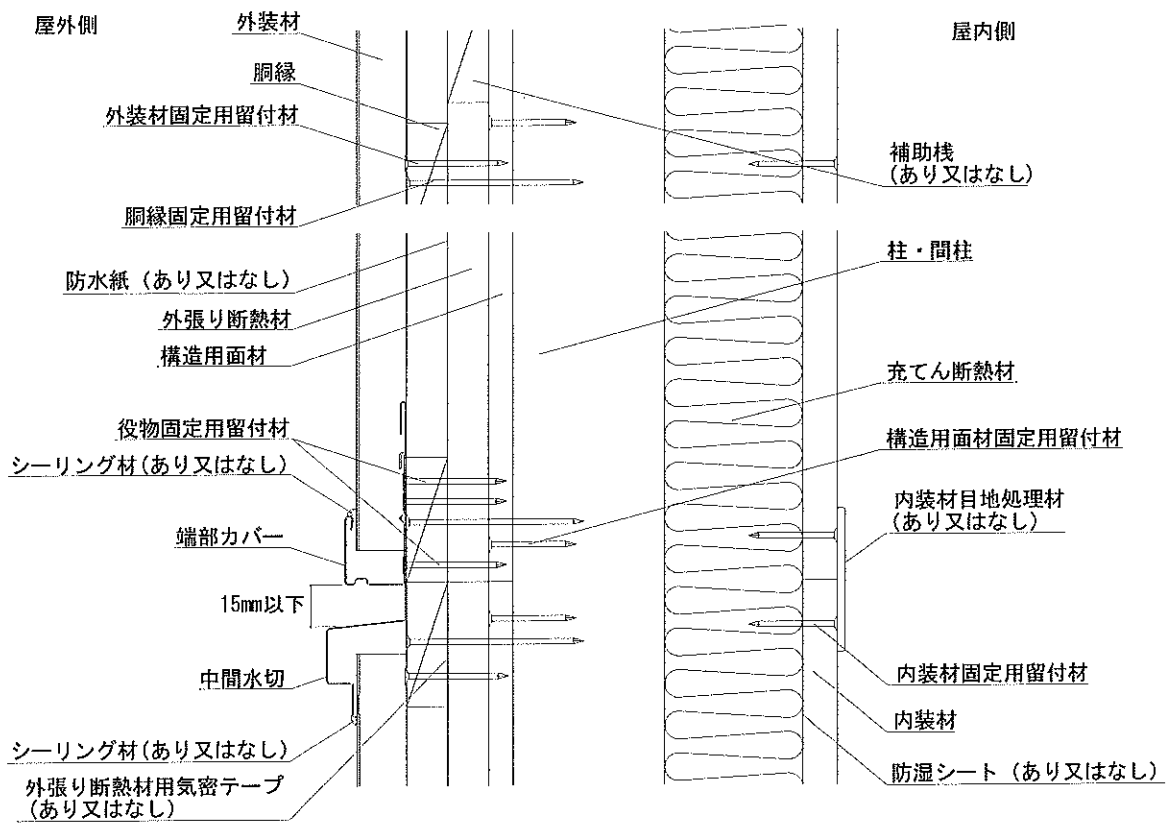 屋外側
外装材
胴縁
外装材固定用留付材
胴縁固定用留付材
防水紙（あり又はなし）
外張り断熱材
構造用面材
役物固定用留付材
シーリング材(あり又はなし)
端部カバー
15mm以下
中間水切
シーリング材(あり又はなし)
外張り断熱材用気密テープ
(あり又はなし)
屋内側
補助桟
(あり又はなし)
柱・間柱
充てん断熱材
構造用面材固定用留付材
内装材目地処理材
(あり又はなし)
内装材固定用留付材
内装材
防湿シート（あり又はなし）